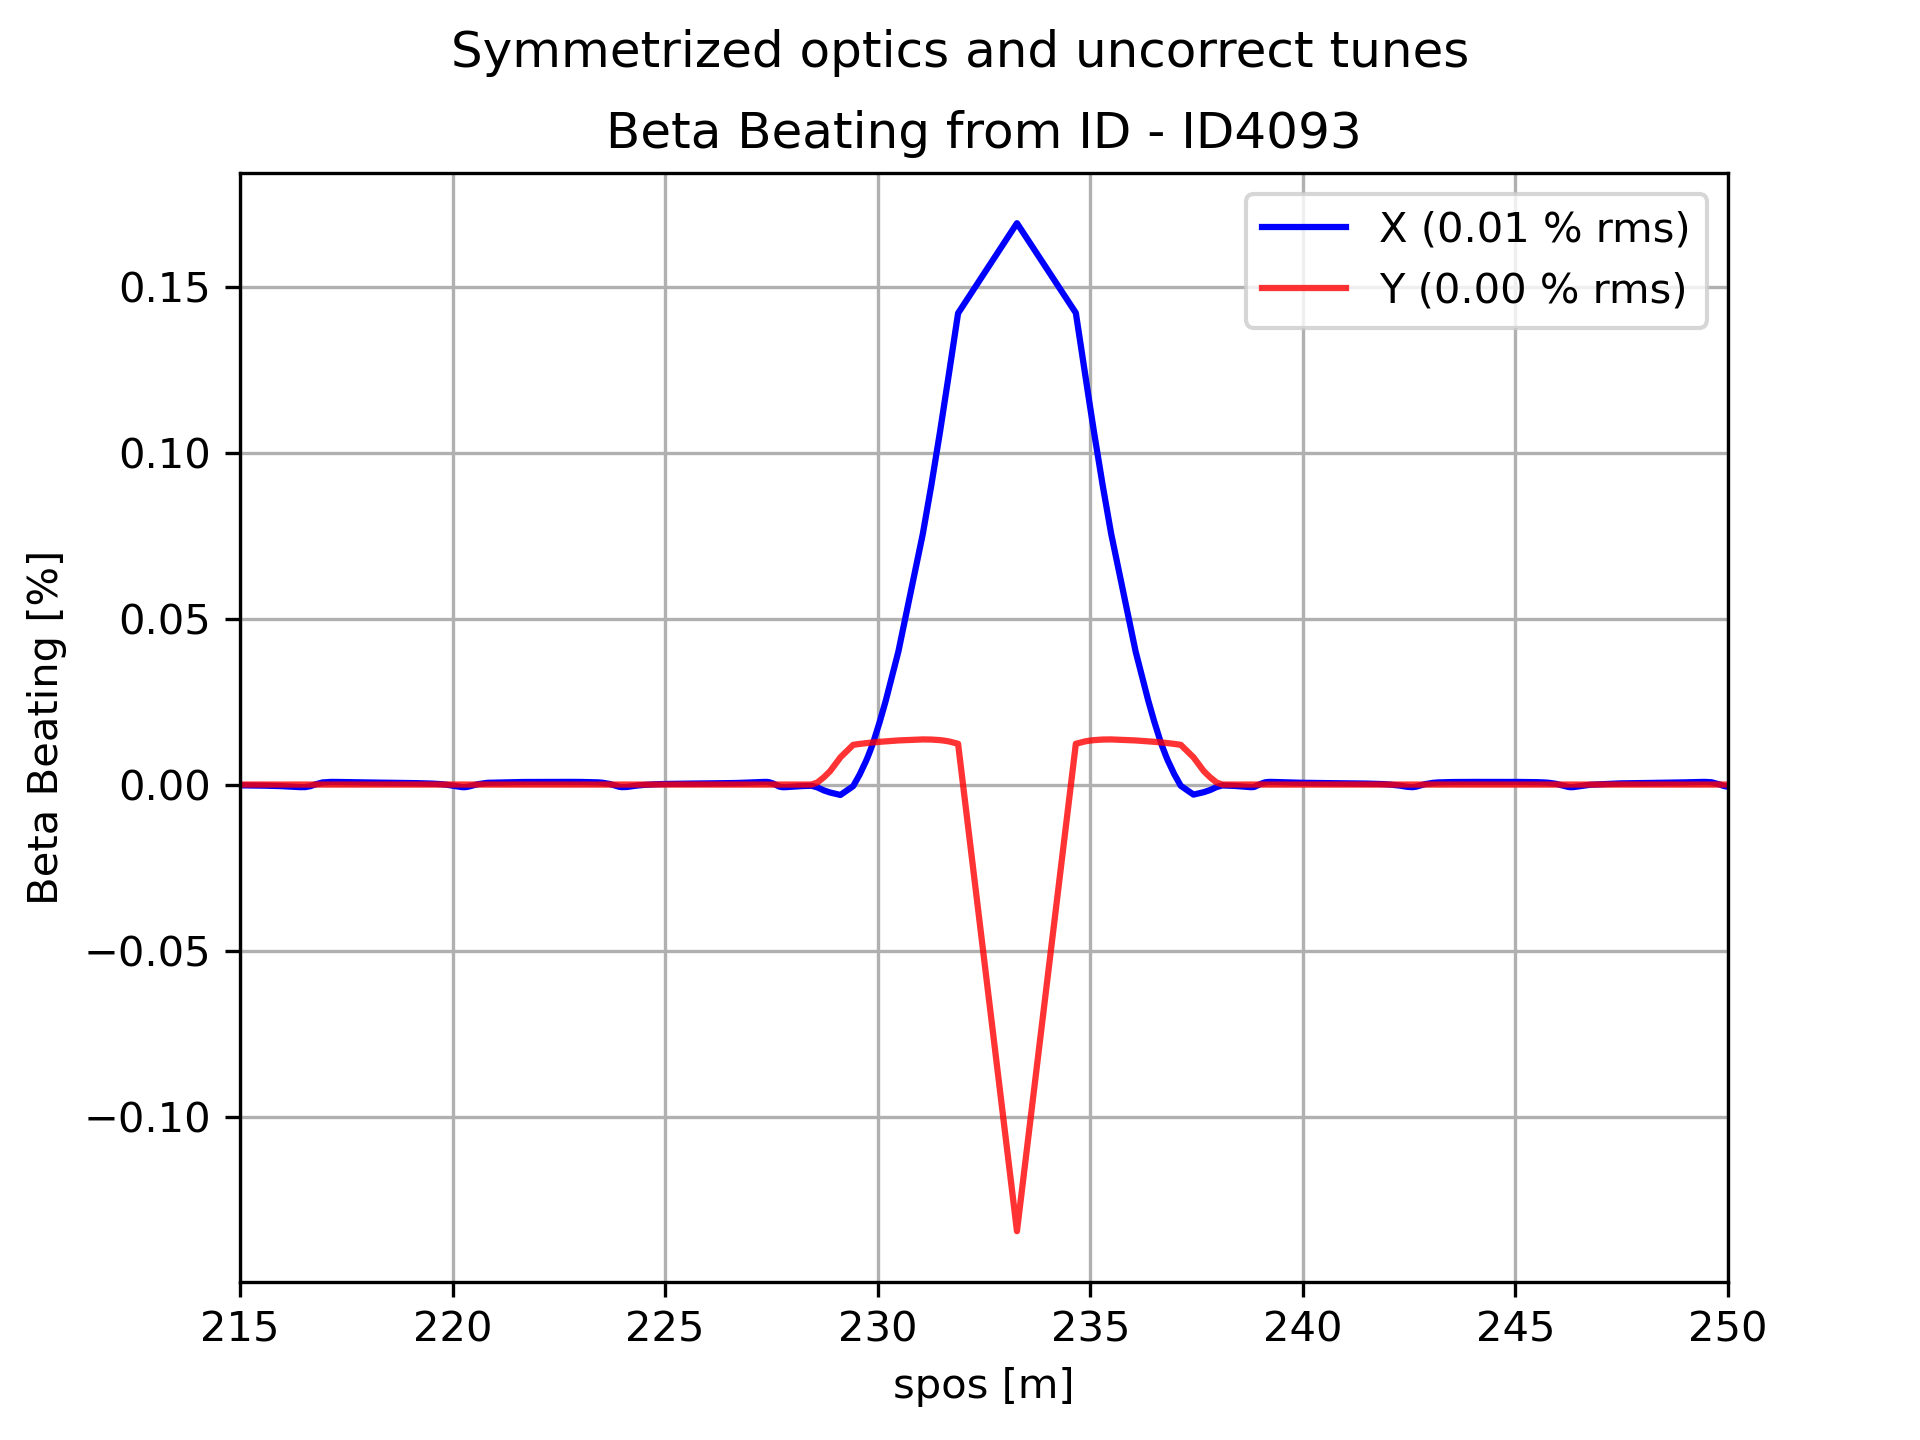 Symmetrized optics and uncorrect tunes
Beta Beating from ID - ID4093
X (0.01 % rms)
Y (0.00 % rms)
Beta Beating [%]
0.15
0.10
0.05
0.00
−0.05
−0.10
215 220 225 230 235 240 245 250
spos [m]